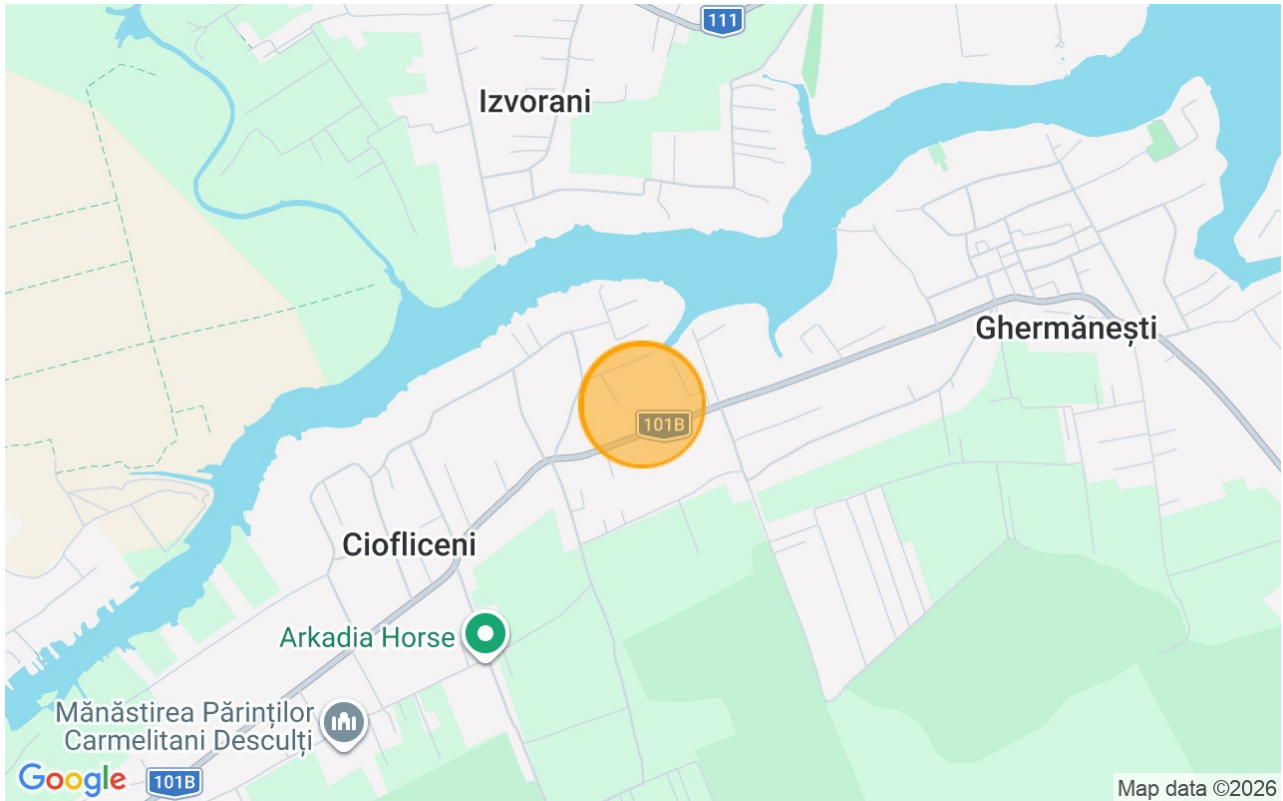 111
Izvorani
Ghermănești
101B
Ciofliceni
Arkadia Horse
Mănăstirea Părinților
Carmelitani Desculți
Google
101B
Map data ©2026